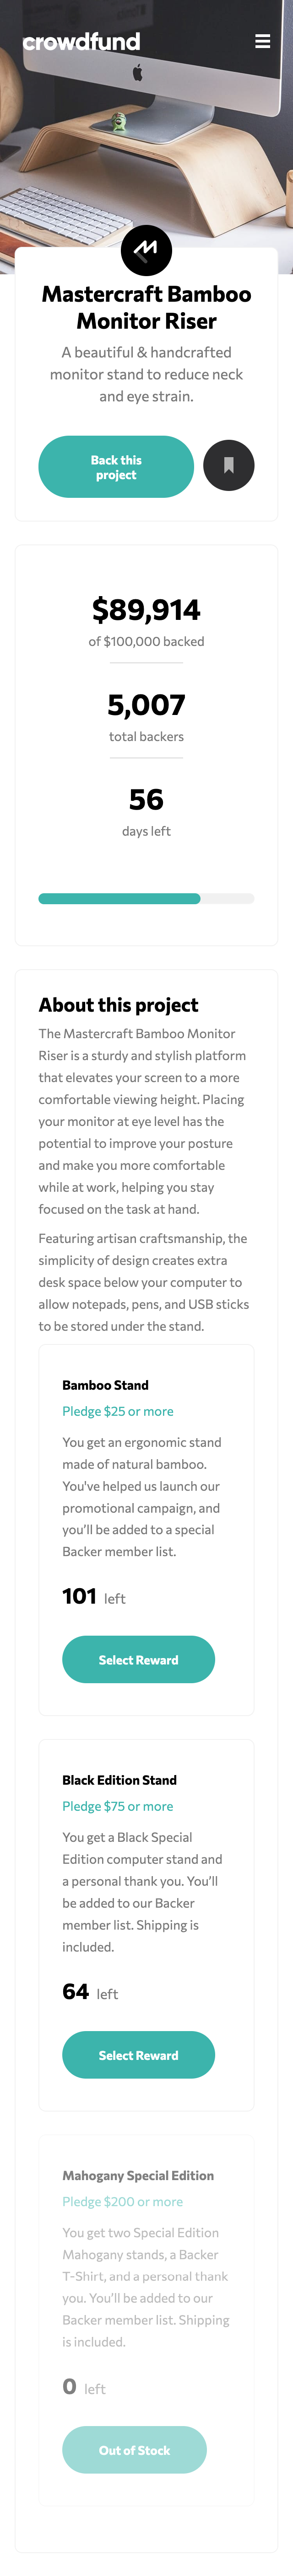 crowdfund
Mastercraft Bamboo
Monitor Riser
A beautiful & handcrafted
monitor stand to reduce neck
and eye strain.
Back this
project
$89,914
of $100,000 backed
5,007
total backers
56
days left
About this project
The Mastercraft Bamboo Monitor
Riser is a sturdy and stylish platform
that elevates your screen to a more
comfortable viewing height. Placing
your monitor at eye level has the
potential to improve your posture
and make you more comfortable
while at work, helping you stay
focused on the task at hand.
Featuring artisan craftsmanship, the
simplicity of design creates extra
desk space below your computer to
allow notepads, pens, and USB sticks
to be stored under the stand.
Bamboo Stand
Pledge $25 or more
You get an ergonomic stand
made of natural bamboo.
You've helped us launch our
promotional campaign, and
you'll be added to a special
Backer member list.
101 left
Select Reward
Black Edition Stand
Pledge $75 or more
You get a Black Special
Edition computer stand and
a personal thank you. You'll
be added to our Backer
member list. Shipping is
included.
64 left
Select Reward
Mahogany Special Edition
Pledge $200 or more
You get two Special Edition
Mahogany stands, a Backer
T-Shirt, and a personal thank
you. You'll be added to our
Backer member list. Shipping
is included.
0 left
Out of Stock